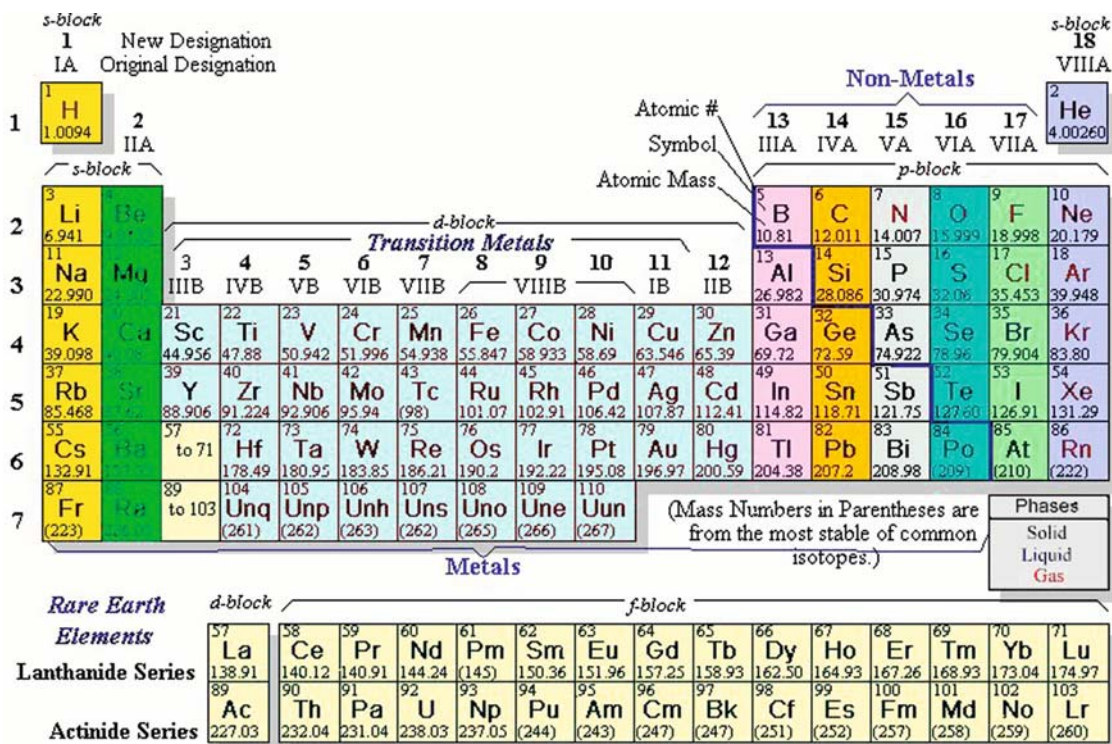 s-block
s-block
1 New Designation
18
IA Original Designation
VIIIA
Non-Metals
1 2
1 H He
1.0094 4.00260
2
IIA
Atomic # 13 14 15 16 17
Symbol IIIA IVA VA VIA VIIA
s-block
p-block
Atomic Mass
3 5 6 7 8 9 10
2 Li Be B C N O F Ne
6.941 10.81 12.011 14.007 15.999 18.998 20.179
d-block
Transition Metals
11 13 14 15 16 17 18
3 Na Mg Al Si P S Cl Ar
22.990 26.982 28.086 30.974 32.06 35.453 39.948
3 4 5 6 7 8 9 10 11 12
IIIB IVB VB VIB VIIB VIIIB IB IIB
19 21 22 23 24 25 26 27 28 29 30 31 32 33 34 35 36
4 K Ca Sc Ti V Cr Mn Fe Co Ni Cu Zn Ga Ge As Se Br Kr
39.098 44.956 47.88 50.942 51.996 54.938 55.847 58.933 58.69 63.546 65.39 69.72 72.59 74.922 78.96 79.904 83.80
37 39 40 41 42 43 44 45 46 47 48 49 50 51 52 53 54
5 Rb Sr Y Zr Nb Mo Tc Ru Rh Pd Ag Cd In Sn Sb Te I Xe
85.468 88.906 91.224 92.906 95.94 (98) 101.07 102.91 106.42 107.87 112.41 114.82 118.71 121.75 127.60 126.91 131.29
55 57 72 73 74 75 76 77 78 79 80 81 82 83 84 85 86
6 Cs Ba to 71 Hf Ta W Re Os Ir Pt Au Hg Tl Pb Bi Po At Rn
132.91 178.49 180.95 183.85 186.21 190.2 192.22 195.08 196.97 200.59 204.38 207.2 208.98 (209) (210) (222)
87 89 104 105 106 107 108 109 110
7 Fr Ra to 103 Unq Unp Unh Uns Uno Une Uun
(223) (261) (262) (263) (262) (265) (266) (267)
(Mass Numbers in Parentheses are
from the most stable of common
isotopes.)
Phases
Solid
Liquid
Gas
Metals
Rare Earth
Elements
d-block
f-block
57 58 59 60 61 62 63 64 65 66 67 68 69 70 71
La Ce Pr Nd Pm Sm Eu Gd Tb Dy Ho Er Tm Yb Lu
Lanthanide Series 138.91 140.12 140.91 144.24 (145) 150.36 151.96 157.25 158.93 162.50 164.93 167.26 168.93 173.04 174.97
89 90 91 92 93 94 95 96 97 98 99 100 101 102 103
Ac Th Pa U Np Pu Am Cm Bk Cf Es Fm Md No Lr
Actinide Series 227.03 232.04 231.04 238.03 237.05 (244) (243) (247) (247) (251) (252) (257) (258) (259) (260)